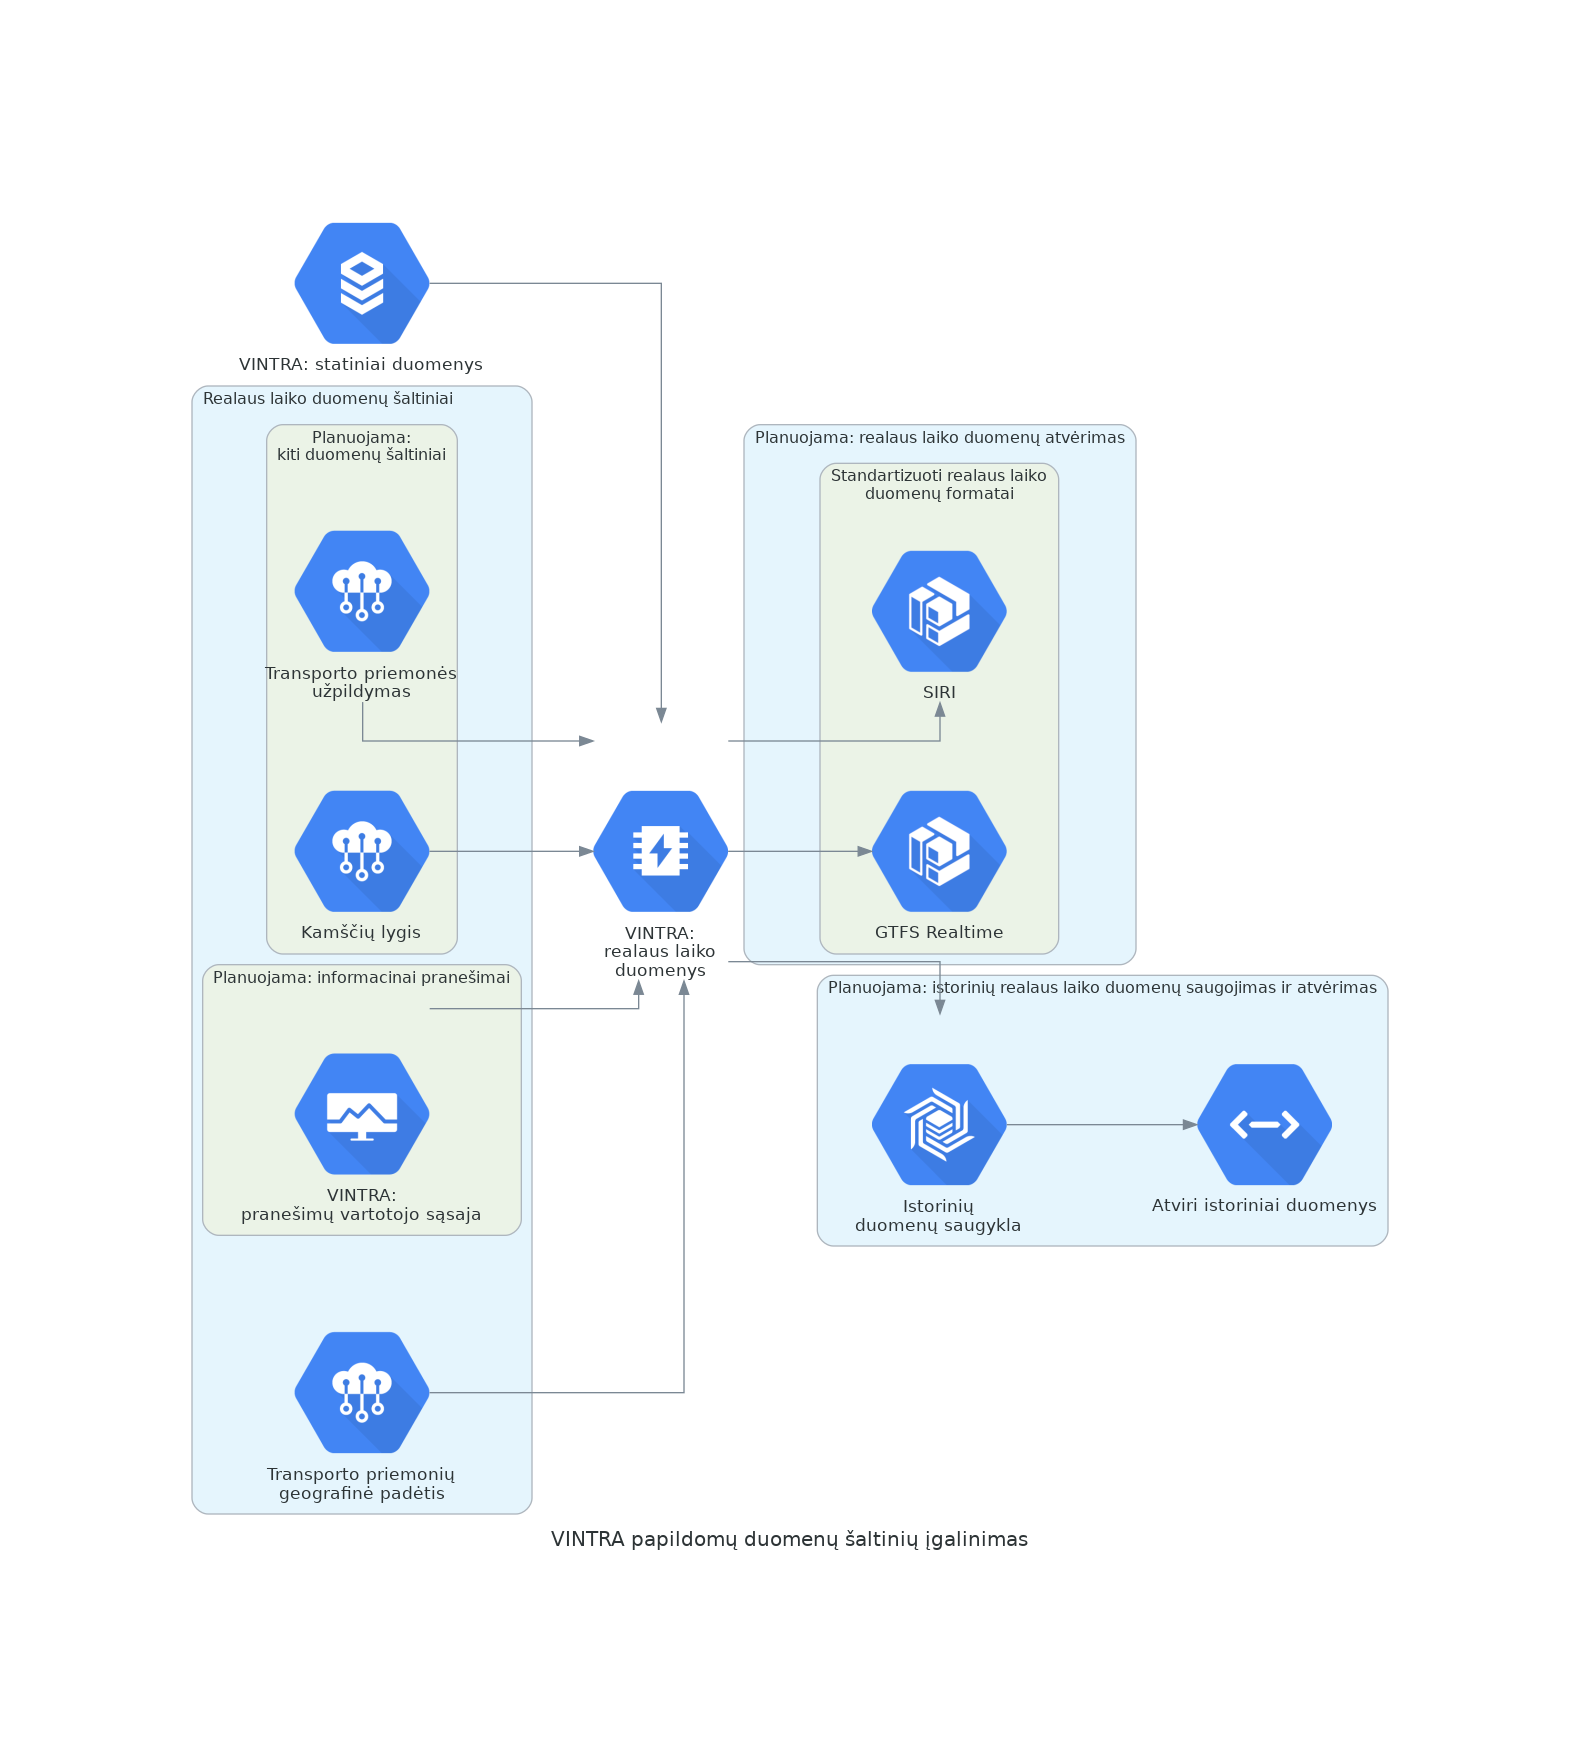 VINTRA: statiniai duomenys
Realaus laiko duomenų šaltiniai
Planuojama:
kiti duomenų šaltiniai
Transporto priemonės
užpildymas
Kamščių lygis
Planuojama: informacinai pranešimai
VINTRA:
pranešimų vartotojo sąsaja
Transporto priemonių
geografinė padėtis
VINTRA:
realaus laiko
duomenys
Planuojama: realaus laiko duomenų atvėrimas
Standartizuoti realaus laiko
duomenų formatai
SIRI
GTFS Realtime
Planuojama: istorinių realaus laiko duomenų saugojimas ir atvėrimas
Istorinių
duomenų saugykla
Atviri istoriniai duomenys
VINTRA papildomų duomenų šaltinių įgalinimas